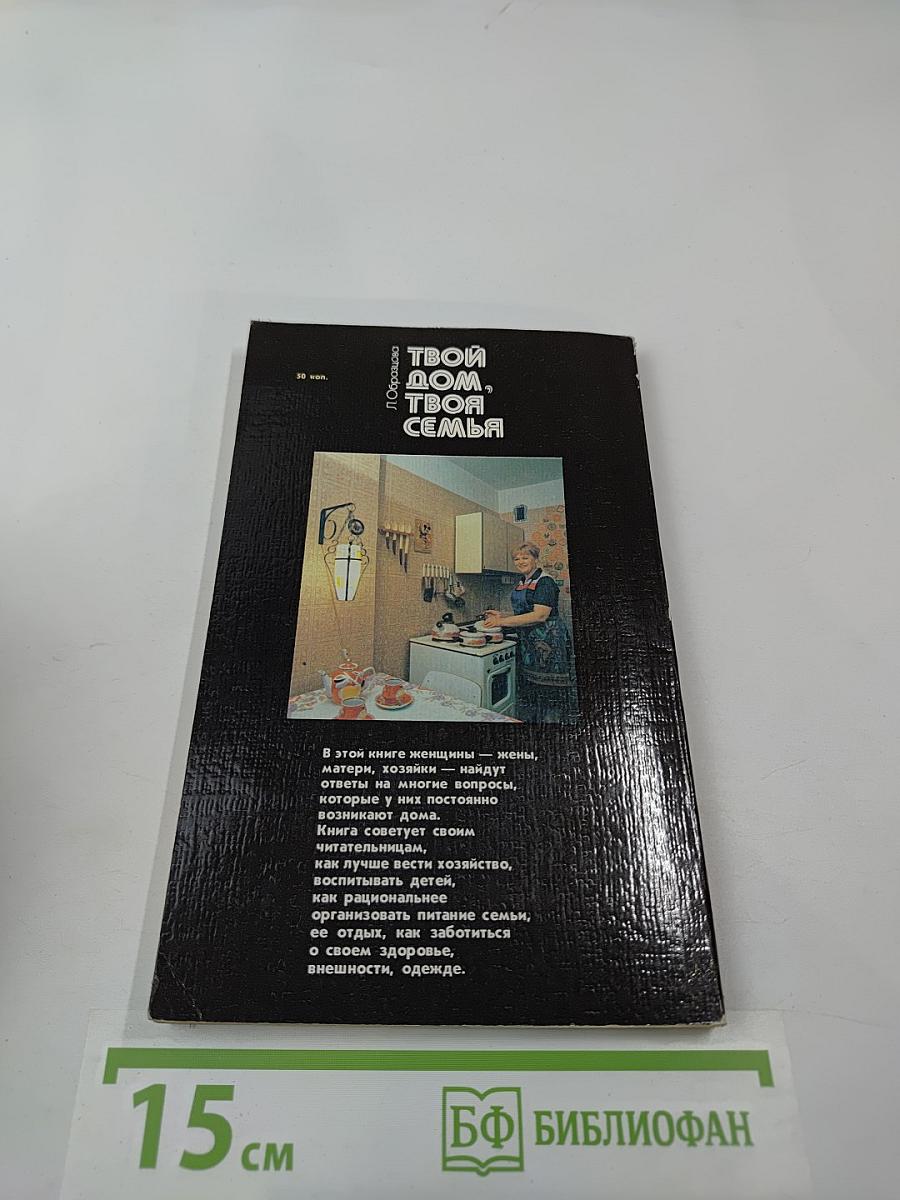 50 коп.
Л. Образцова
ТВОЙ
ДОМ,
ТВОЯ
СЕМЬЯ
В этой книге женщины — жены,
матери, хозяйки — найдут
ответы на многие вопросы,
которые у них постоянно
возникают дома.
Книга советует своим
читательницам,
как лучше вести хозяйство,
воспитывать детей,
как рациональнее
организовать питание семьи,
ее отдых, как заботиться
о своем здоровье,
внешности, одежде.
15 см
БФ БИБЛИОФАН